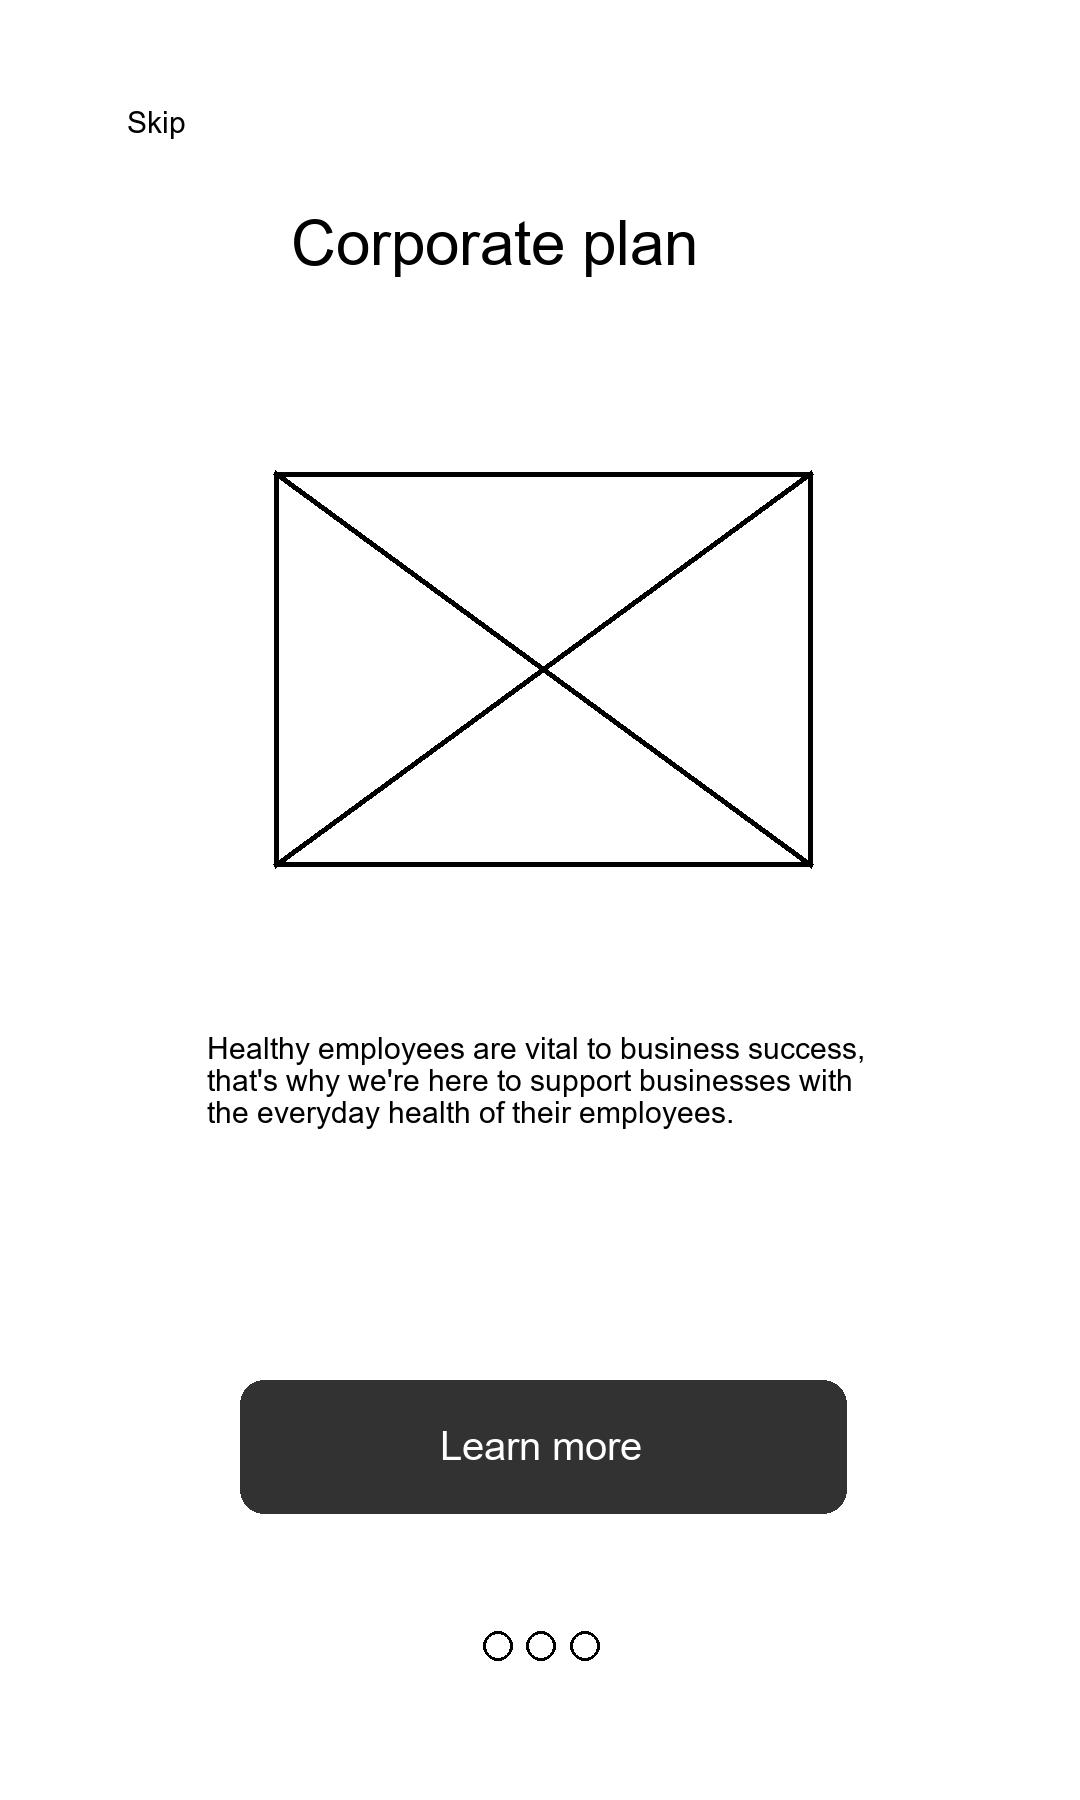 Skip
Corporate plan
Healthy employees are vital to business success,
that's why we're here to support businesses with
the everyday health of their employees.
Learn more